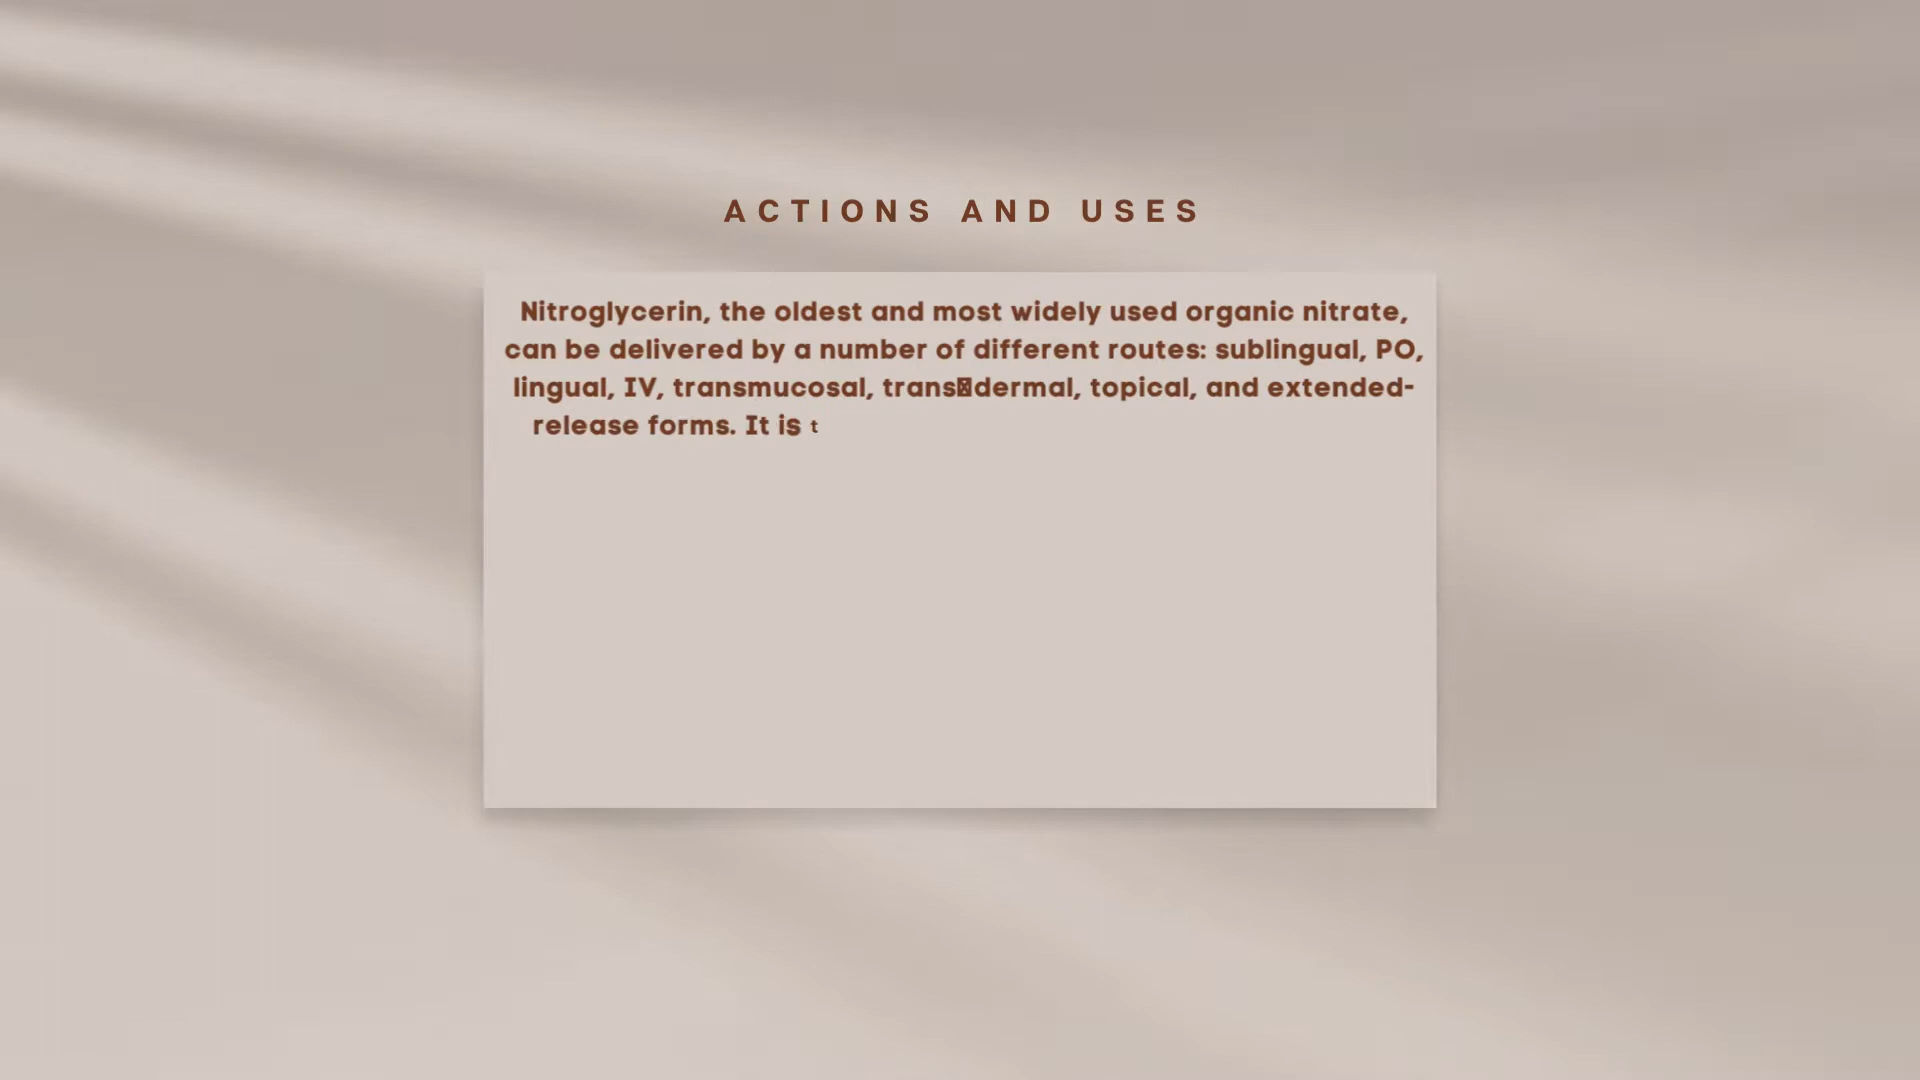 ACTIONS AND USES
Nitroglycerin, the oldest and most widely used organic nitrate,
can be delivered by a number of different routes: sublingual, PO,
lingual, IV, transmucosal, trans�dermal, topical, and extended-
release forms. It is t